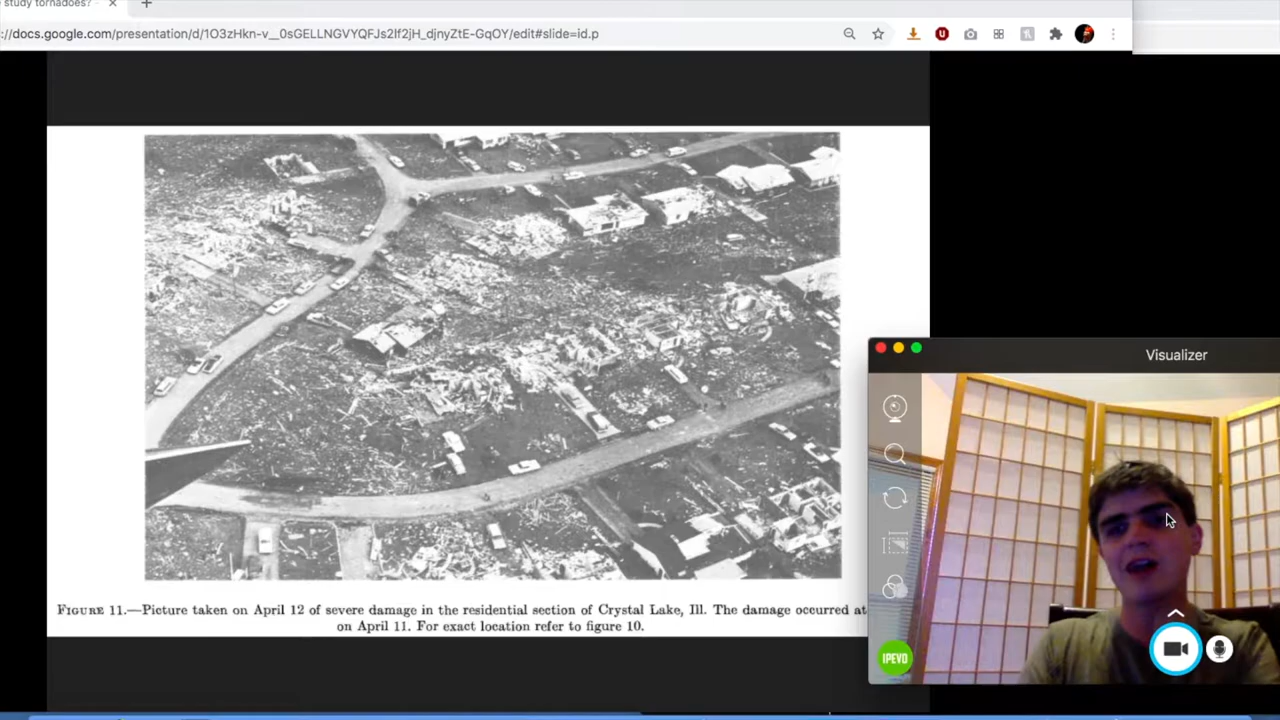 study tornadoes? -
://docs.google.com/presentation/d/1O3zHkn-v__0sGELLNGVYQFJs2If2jH_djnyZtE-GqOY/edit#slide=id.p
Visualizer
IPEVO
FIGURE 11.—Picture taken on April 12 of severe damage in the residential section of Crystal Lake, Ill. The damage occurred at
on April 11. For exact location refer to figure 10.